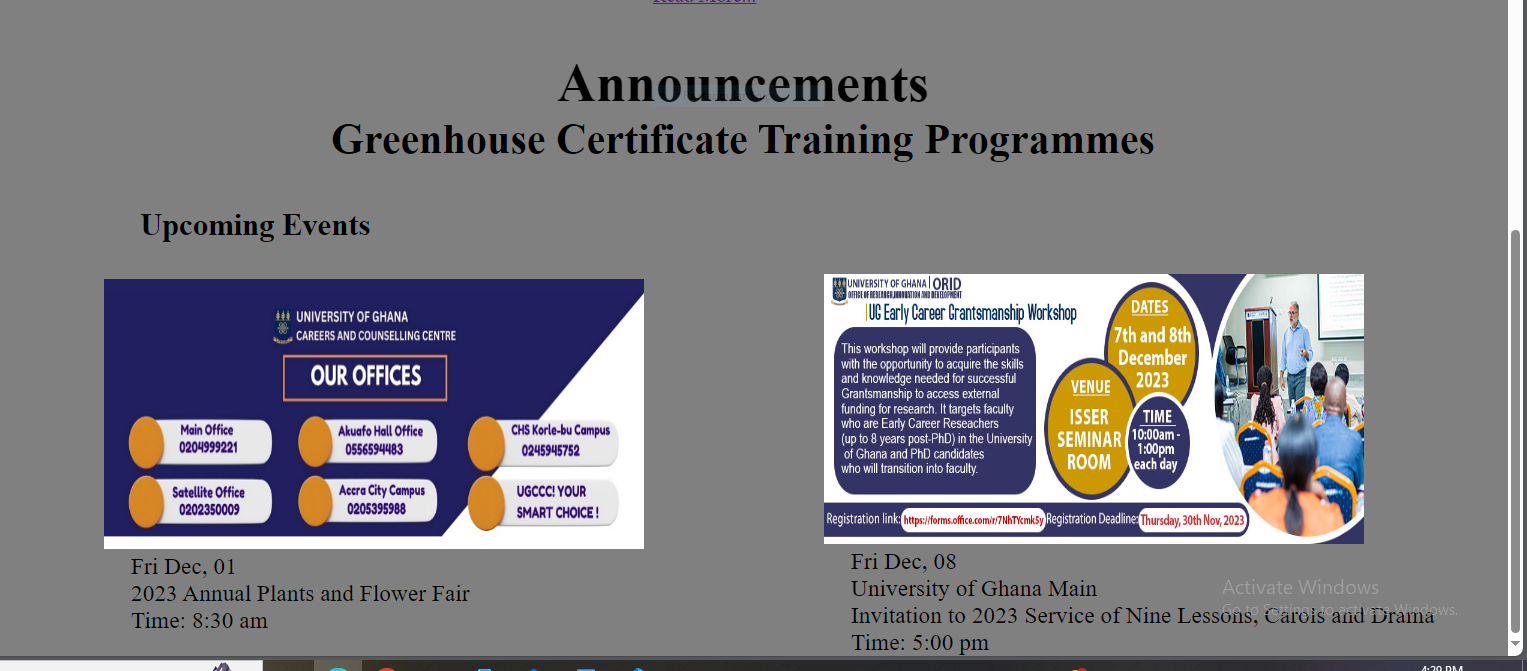 Read More...
Announcements
Greenhouse Certificate Training Programmes
Upcoming Events
UNIVERSITY OF GHANA
CAREERS AND COUNSELLING CENTRE
OUR OFFICES
Main Office
0204999221
Akuafo Hall Office
0556594483
CHS Korle-bu Campus
0245945752
Satellite Office
0202350009
Accra City Campus
0205395988
UGCCC! YOUR
SMART CHOICE !
Fri Dec, 01
2023 Annual Plants and Flower Fair
Time: 8:30 am
UNIVERSITY OF GHANA | ORID
OFFICE OF RESEARCH, INNOVATION AND DEVELOPMENT
UG Early Career Grantsmanship Workshop
This workshop will provide participants
with the opportunity to acquire the skills
and knowledge needed for successful
Grantsmanship to access external
funding for research. It targets faculty
who are Early Career Reseachers
(up to 8 years post-PhD) in the University
of Ghana and PhD candidates
who will transition into faculty.
DATES
7th and 8th
December
2023
VENUE
ISSER
SEMINAR
ROOM
TIME
10:00am -
1:00pm
each day
Registration link: https://forms.office.com/r/7NhTYcmk5y Registration Deadline: Thursday, 30th Nov, 2023
Fri Dec, 08
University of Ghana Main
Invitation to 2023 Service of Nine Lessons, Carols and Drama
Time: 5:00 pm
Activate Windows
Go to Settings to activate Windows.
4:29 PM